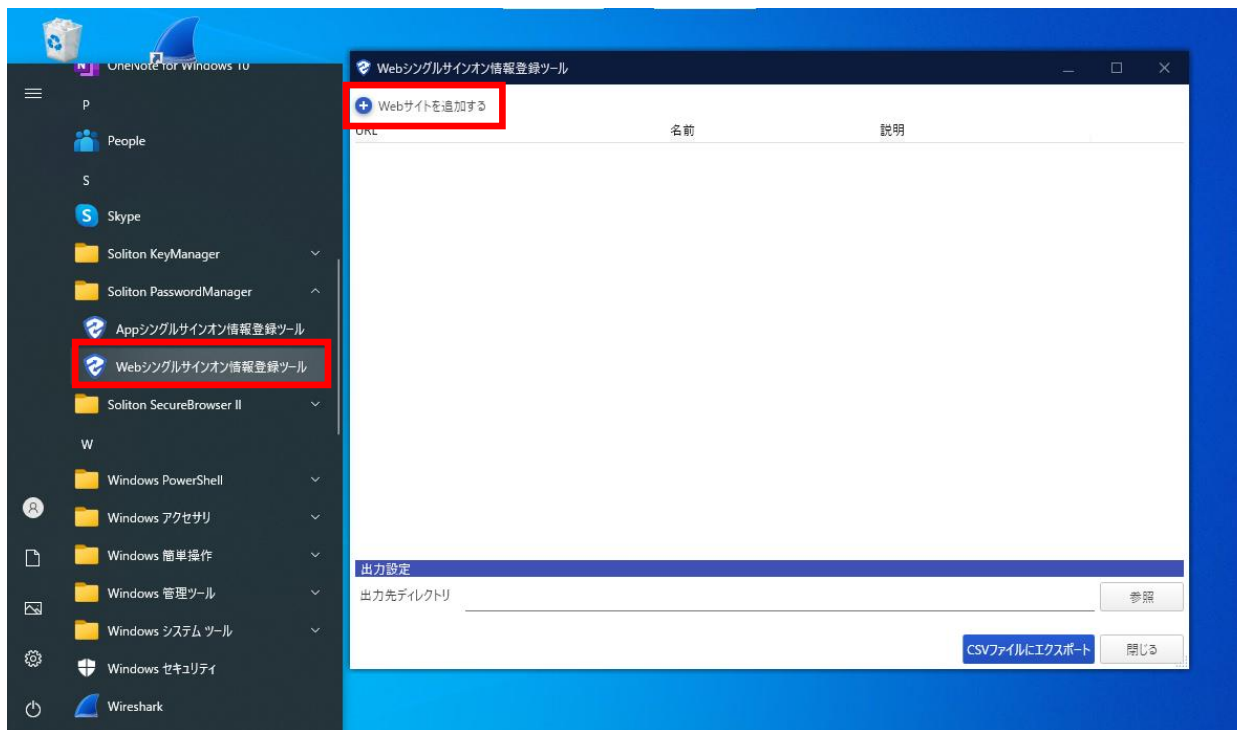 OneNote for Windows 10
P
People
S
Skype
Soliton KeyManager
Soliton PasswordManager
Appシングルサインオン情報登録ツール
Webシングルサインオン情報登録ツール
Soliton SecureBrowser II
W
Windows PowerShell
Windows アクセサリ
Windows 簡単操作
Windows 管理ツール
Windows システム ツール
Windows セキュリティ
Wireshark
Webシングルサインオン情報登録ツール
Webサイトを追加する
URL 名前 説明
出力設定
出力先ディレクトリ 参照
CSVファイルにエクスポート 閉じる